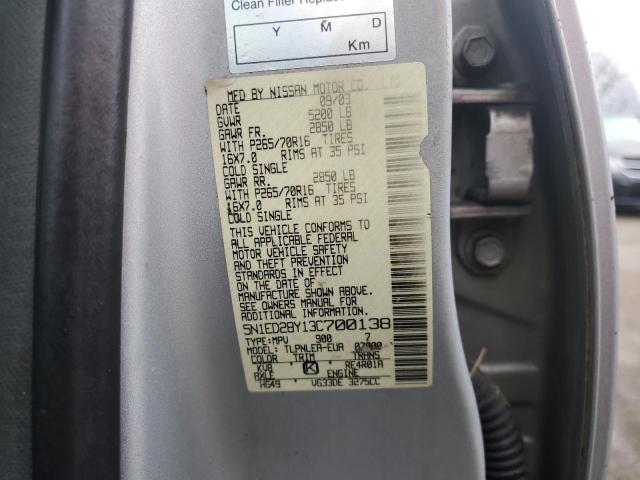 Clean Filter Replace
Y M D
Km
MFD BY NISSAN MOTOR CO. LTD
DATE 09/03
GVWR 5200 LB
GAWR FR. 2850 LB
WITH P265/70R16 TIRES
16X7.0 RIMS AT 35 PSI
COLD SINGLE
GAWR RR. 2850 LB
WITH P265/70R16 TIRES
16X7.0 RIMS AT 35 PSI
COLD SINGLE
THIS VEHICLE CONFORMS TO
ALL APPLICABLE FEDERAL
MOTOR VEHICLE SAFETY
AND THEFT PREVENTION
STANDARDS IN EFFECT
ON THE DATE OF
MANUFACTURE SHOWN ABOVE.
SEE OWNERS MANUAL FOR
ADDITIONAL INFORMATION.
5N1ED28Y13C700138
TYPE:MPV 900 7
MODEL: TLPNLEA-EUA 07900
COLOR TRIM TRANS
KV8 K RE4R01A
AXLE ENGINE
HG49 VG33DE 3275CC